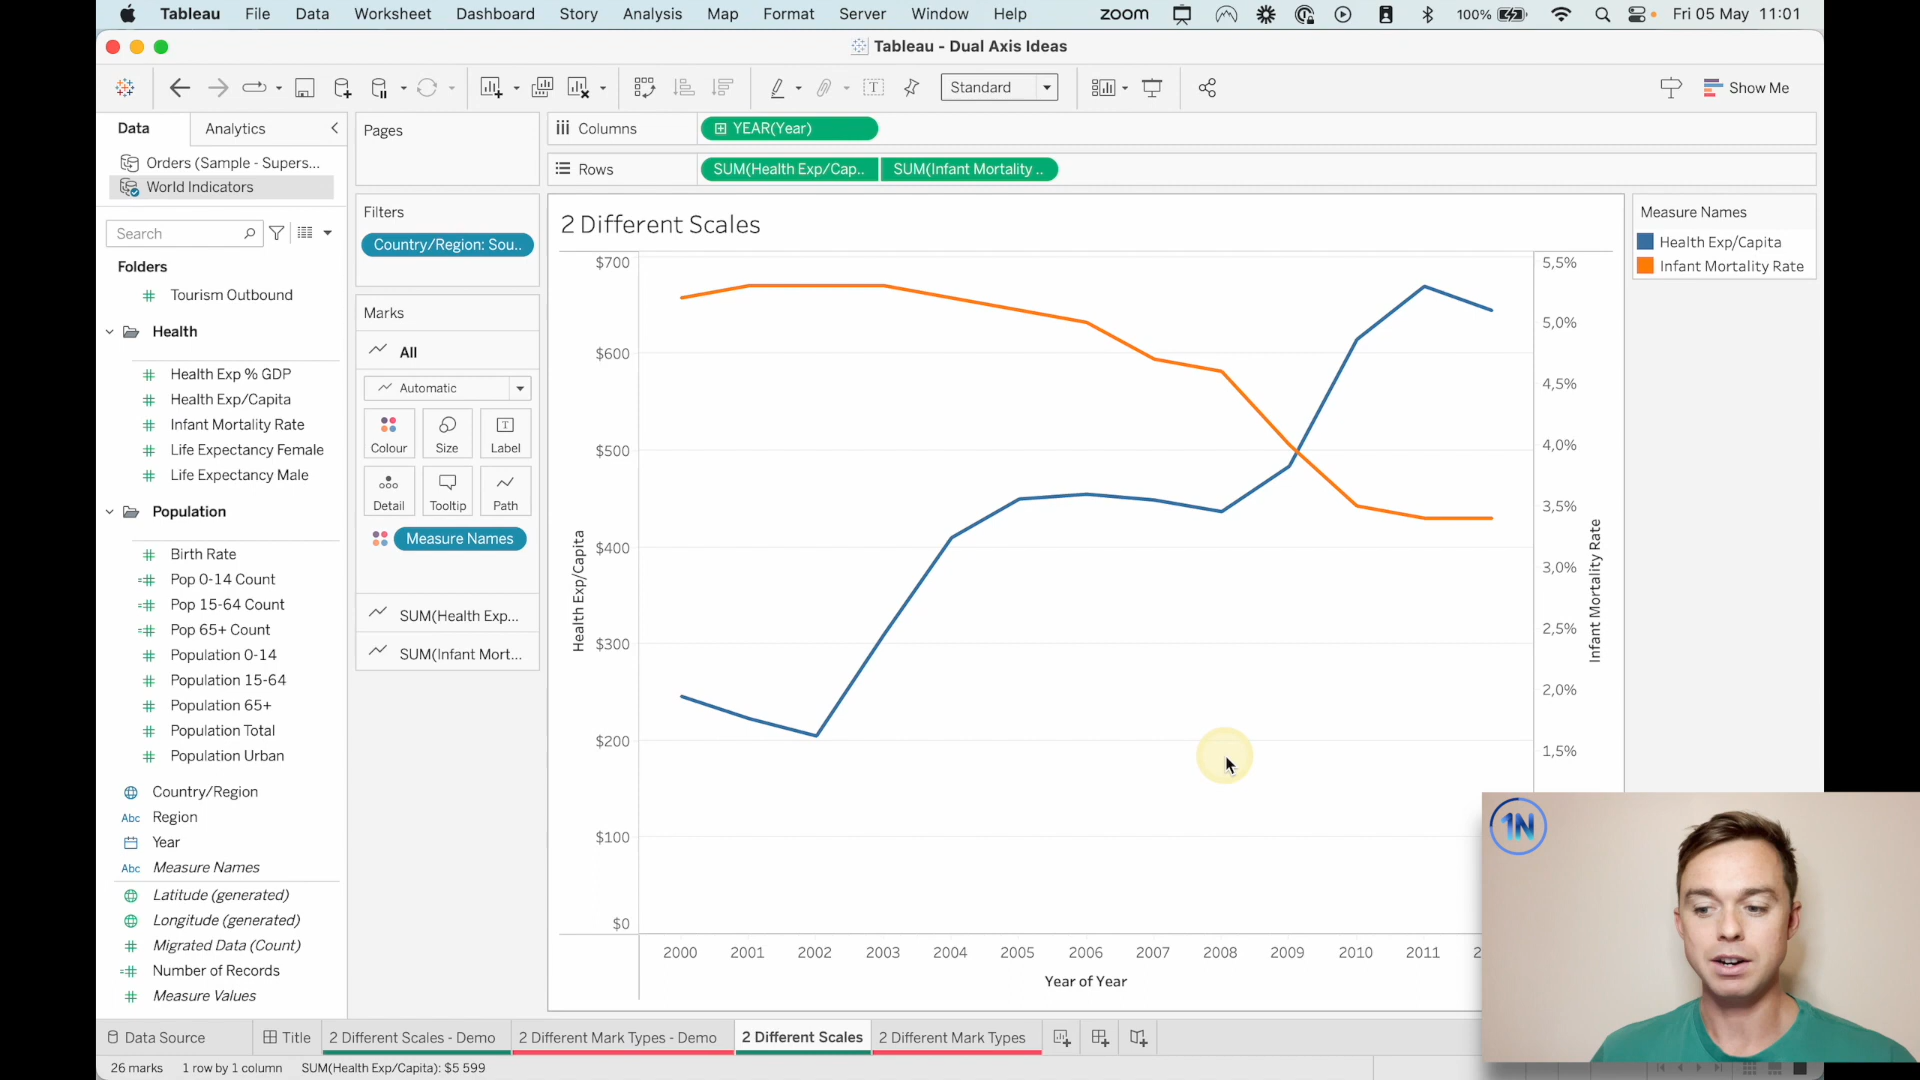 Tableau File Data Worksheet Dashboard Story Analysis Map Format Server Window Help zoom 100% Fri 05 May 11:01
Tableau - Dual Axis Ideas
Standard
Show Me
Data Analytics
Orders (Sample - Supers...
World Indicators
Search
Folders
Tourism Outbound
Health
Health Exp % GDP
Health Exp/Capita
Infant Mortality Rate
Life Expectancy Female
Life Expectancy Male
Population
Birth Rate
Pop 0-14 Count
Pop 15-64 Count
Pop 65+ Count
Population 0-14
Population 15-64
Population 65+
Population Total
Population Urban
Country/Region
Abc Region
Year
Abc Measure Names
Latitude (generated)
Longitude (generated)
Migrated Data (Count)
Number of Records
Measure Values
Pages
Filters
Country/Region: Sou..
Marks
All
Automatic
Colour Size Label
Detail Tooltip Path
Measure Names
SUM(Health Exp...
SUM(Infant Mort...
Columns YEAR(Year)
Rows SUM(Health Exp/Cap.. SUM(Infant Mortality ..
2 Different Scales
$700
$600
$500
$400
$300
$200
$100
$0
Health Exp/Capita
5,5%
5,0%
4,5%
4,0%
3,5%
3,0%
2,5%
2,0%
1,5%
Infant Mortality Rate
2000 2001 2002 2003 2004 2005 2006 2007 2008 2009 2010 2011 2
Year of Year
Measure Names
Health Exp/Capita
Infant Mortality Rate
1N
Data Source Title 2 Different Scales - Demo 2 Different Mark Types - Demo 2 Different Scales 2 Different Mark Types
26 marks 1 row by 1 column SUM(Health Exp/Capita): $5 599